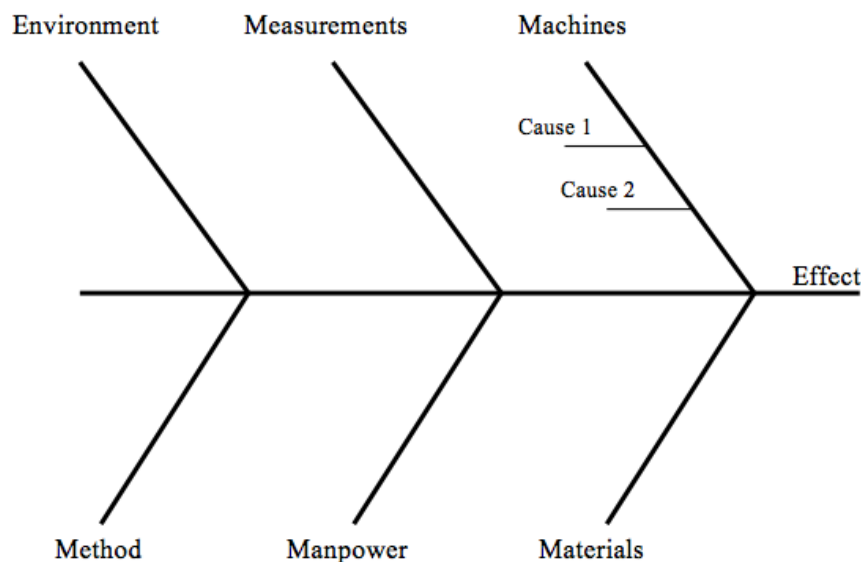 Environment
Measurements
Machines
Cause 1
Cause 2
Effect
Method
Manpower
Materials